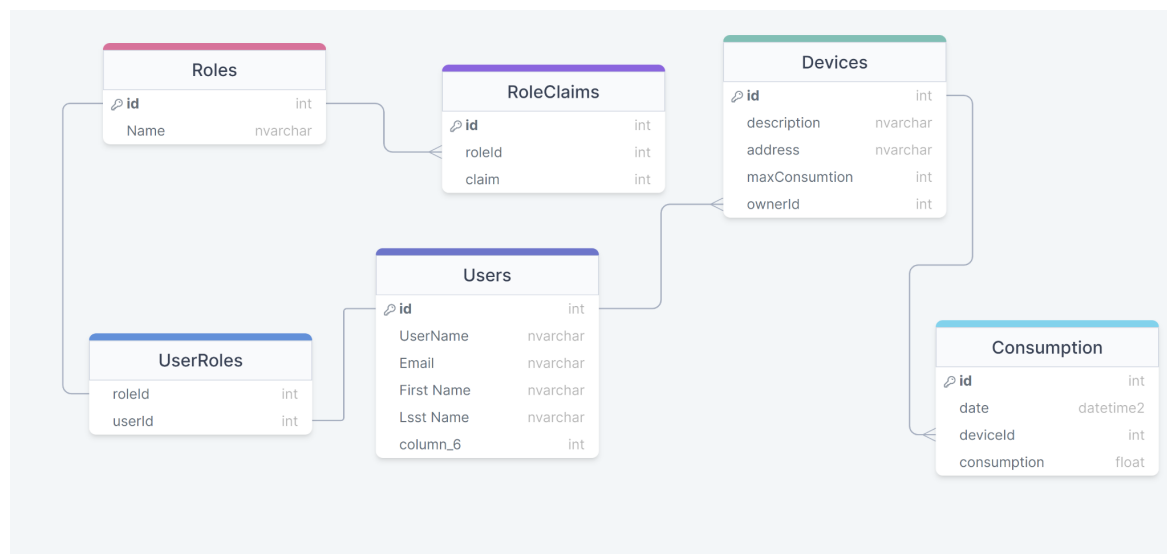 Roles
id int
Name nvarchar
RoleClaims
id int
roleId int
claim int
Devices
id int
description nvarchar
address nvarchar
maxConsumtion int
ownerId int
Users
id int
UserName nvarchar
Email nvarchar
First Name nvarchar
Lsst Name nvarchar
column_6 int
UserRoles
roleId int
userId int
Consumption
id int
date datetime2
deviceId int
consumption float